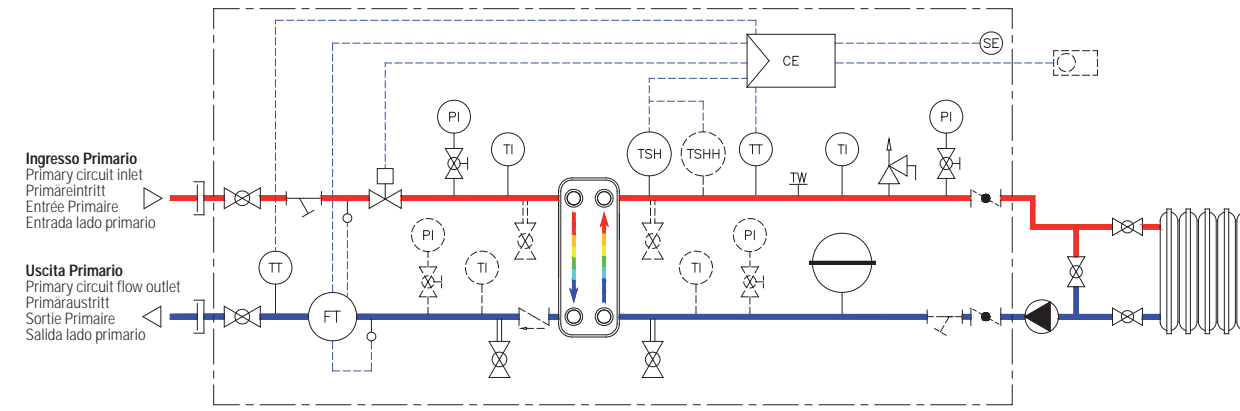 SE
CE
PI
TI
TSH
TSHH
TT
TI
PI
TW
Ingresso Primario
Primary circuit inlet
Primäreintritt
Entrée Primaire
Entrada lado primario
PI
TI
TI
PI
TT
FT
Uscita Primario
Primary circuit flow outlet
Primäraustritt
Sortie Primaire
Salida lado primario